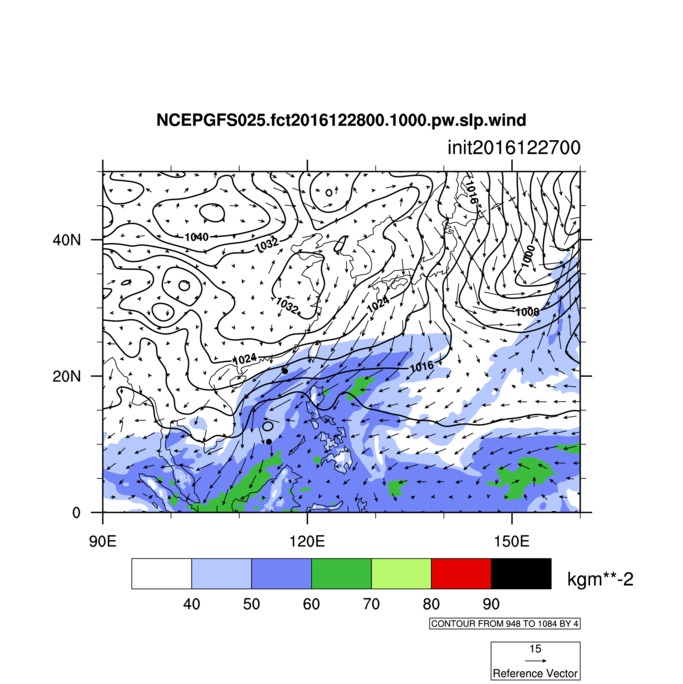 NCEPGFS025.fct2016122800.1000.pw.slp.wind
init2016122700
1016
40N
1040
1032
1000
1032
1024
1008
1024
1016
20N
0
90E 120E 150E
kgm**-2
40 50 60 70 80 90
CONTOUR FROM 948 TO 1084 BY 4
15
Reference Vector